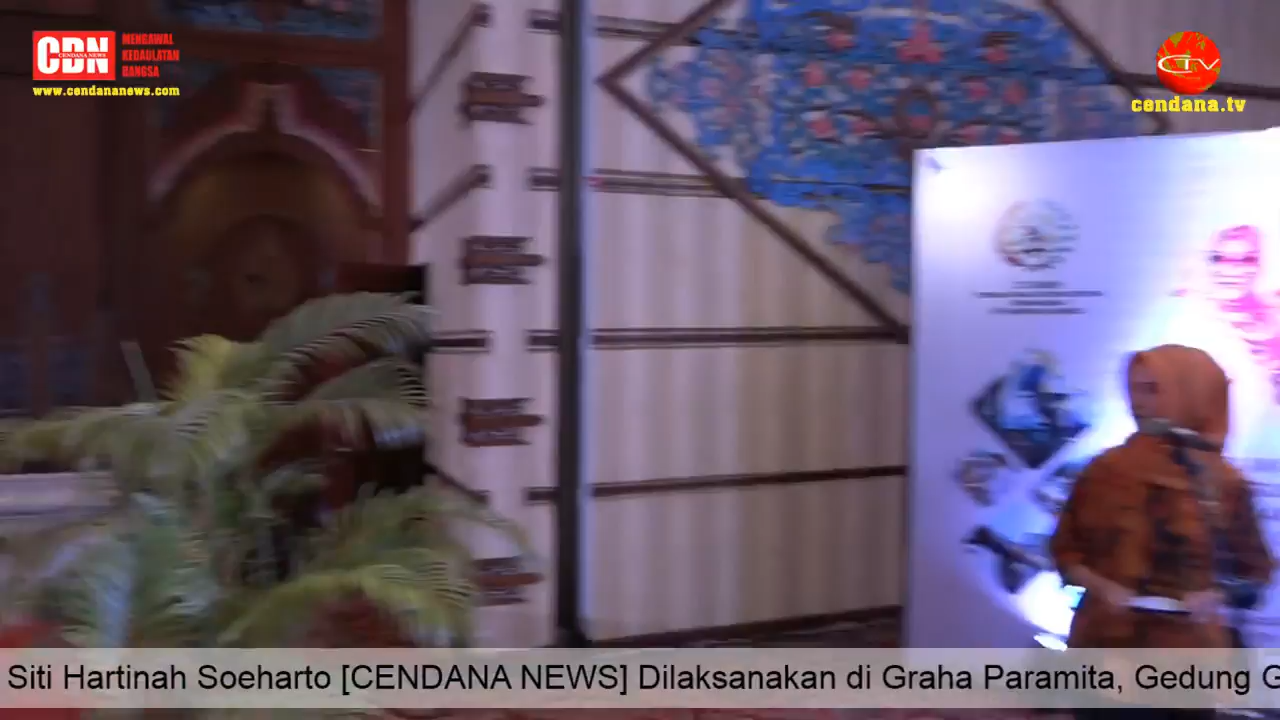 CDN
CENDANA NEWS
MENGAWAL
KEDAULATAN
BANGSA
www.cendananews.com
CTV
cendana.tv
Siti Hartinah Soeharto [CENDANA NEWS] Dilaksanakan di Graha Paramita, Gedung G